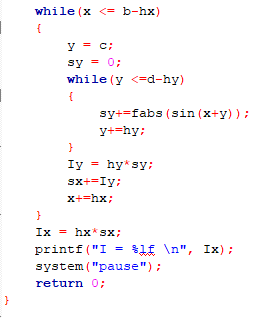 while(x <= b-hx)
{
y = c;
sy = 0;
while(y <=d-hy)
{
sy+=fabs(sin(x+y));
y+=hy;
}
Iy = hy*sy;
sx+=Iy;
x+=hx;
}
Ix = hx*sx;
printf("I = %lf \n", Ix);
system("pause");
return 0;
}